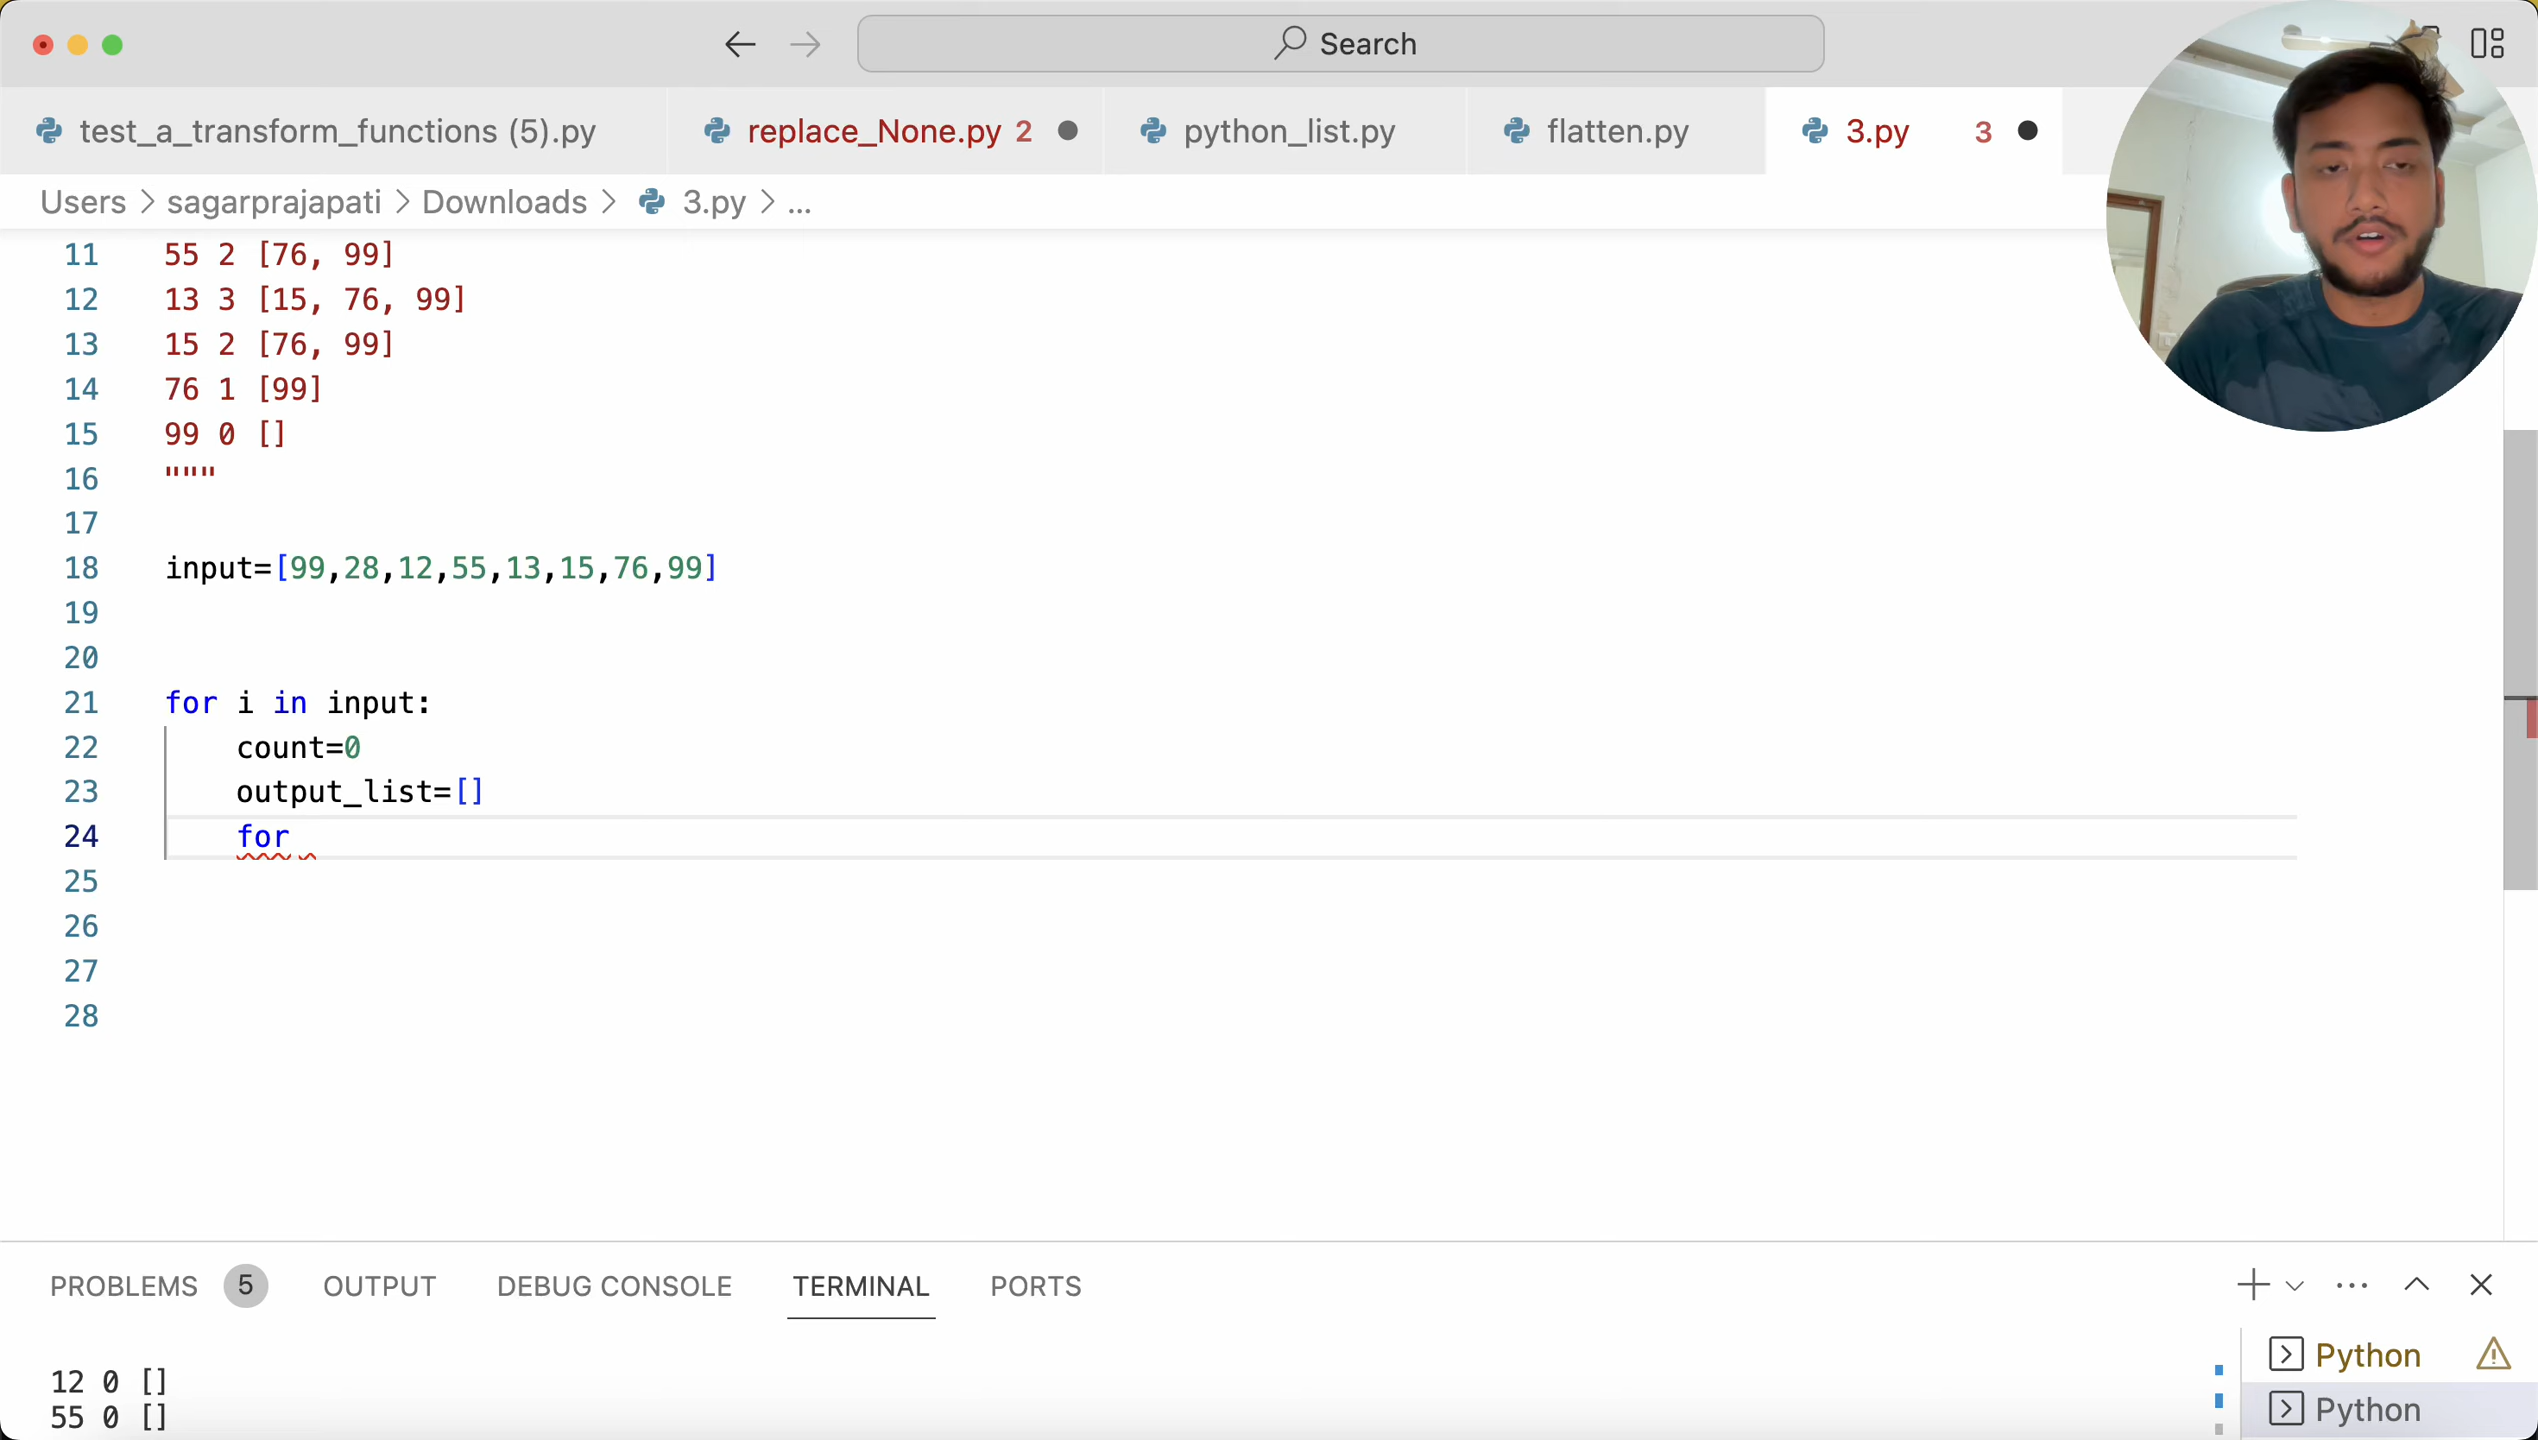 Search
test_a_transform_functions (5).py replace_None.py 2 python_list.py flatten.py 3.py 3
Users > sagarprajapati > Downloads > 3.py > ...
11 55 2 [76, 99]
12 13 3 [15, 76, 99]
13 15 2 [76, 99]
14 76 1 [99]
15 99 0 []
16 """
17
18 input=[99,28,12,55,13,15,76,99]
19
20
21 for i in input:
22 count=0
23 output_list=[]
24 for
25
26
27
28
PROBLEMS 5 OUTPUT DEBUG CONSOLE TERMINAL PORTS
12 0 []
55 0 []
Python
Python